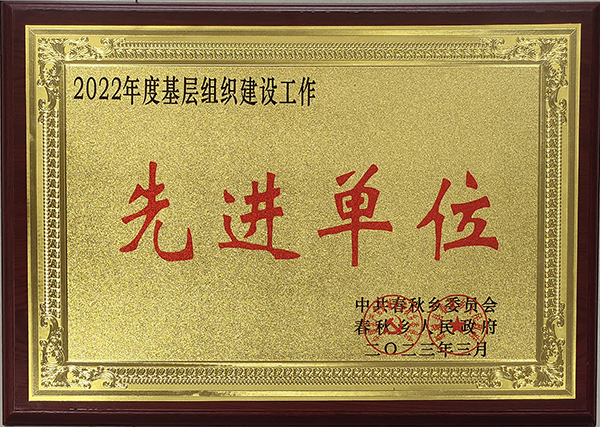 2022年度基层组织建设工作
先进单位
中共春秋乡委员会
春秋乡人民政府
二〇二三年三月